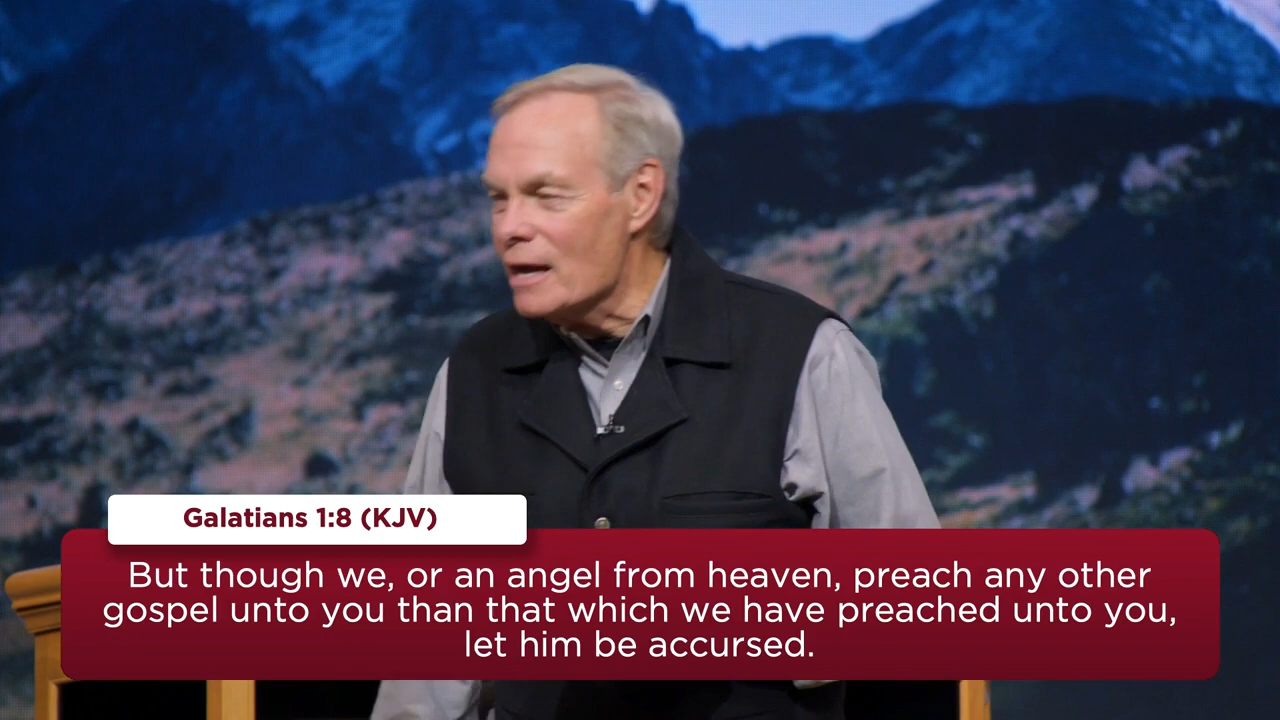 Galatians 1:8 (KJV)
But though we, or an angel from heaven, preach any other
gospel unto you than that which we have preached unto you,
let him be accursed.